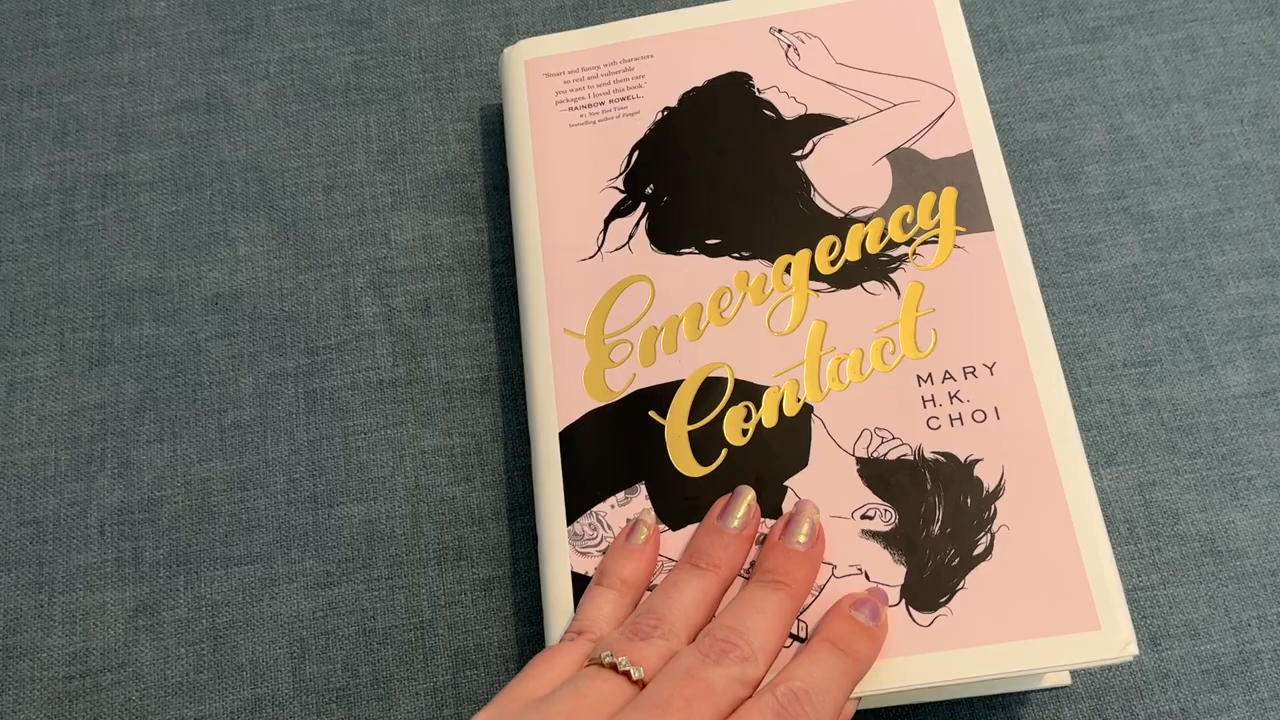 "Smart and funny, with characters
so real and vulnerable
you want to send them care
packages. I loved this book."
—RAINBOW ROWELL,
#1 New York Times
bestselling author of Fangirl
Emergency
Contact
MARY
H.K.
CHOI